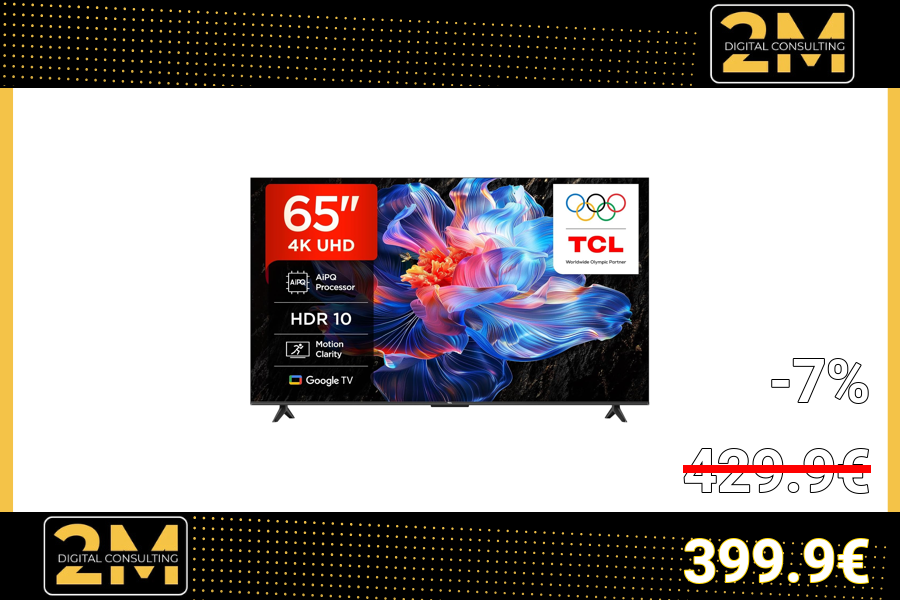 2M
DIGITAL CONSULTING
65"
4K UHD
AiPQ
AiPQ
Processor
HDR 10
Motion
Clarity
Google TV
TCL
Worldwide Olympic Partner
-7%
429.9€
2M
DIGITAL CONSULTING
399.9€